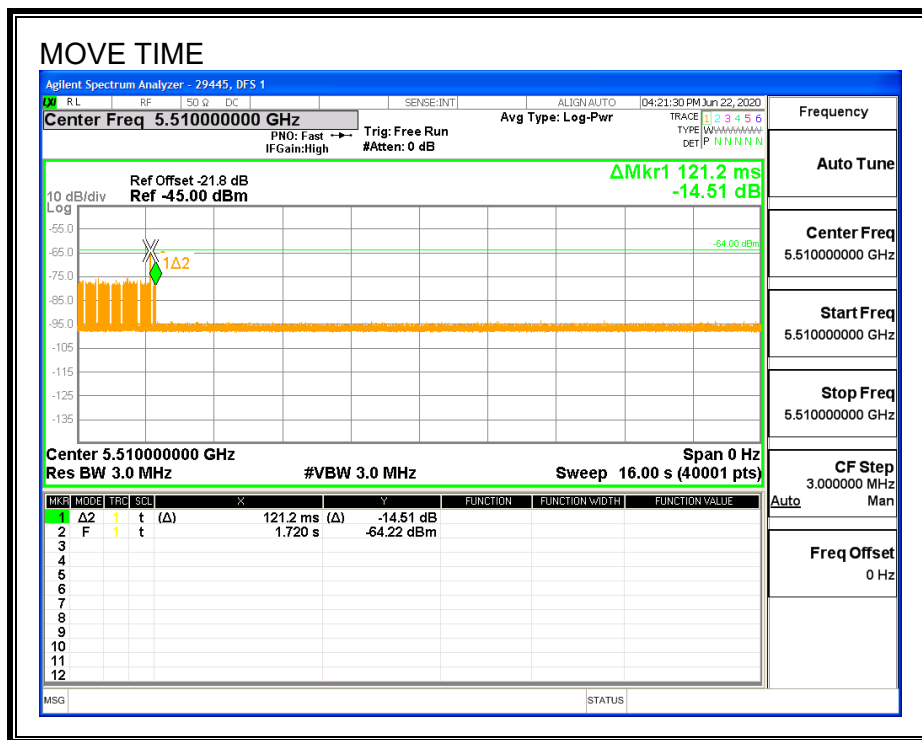 MOVE TIME
Agilent Spectrum Analyzer - 29445, DFS 1
LXI RL RF 50 Ω DC SENSE:INT ALIGN AUTO 04:21:30 PM Jun 22, 2020
Center Freq 5.510000000 GHz Avg Type: Log-Pwr TRACE 1 2 3 4 5 6
PNO: Fast Trig: Free Run TYPE W
IFGain:High #Atten: 0 dB DET P N N N N N
Frequency
Auto Tune
ΔMkr1 121.2 ms
Ref Offset -21.8 dB
10 dB/div Ref -45.00 dBm -14.51 dB
Log
-55.0
-64.00 dBm
-65.0
1Δ2
-75.0
-85.0
-95.0
-105
-115
-125
-135
Center 5.510000000 GHz Span 0 Hz
Res BW 3.0 MHz #VBW 3.0 MHz Sweep 16.00 s (40001 pts)
MKR MODE TRC SCL X Y FUNCTION FUNCTION WIDTH FUNCTION VALUE
1 Δ2 1 t (Δ) 121.2 ms (Δ) -14.51 dB
2 F 1 t 1.720 s -64.22 dBm
3
4
5
6
7
8
9
10
11
12
Center Freq
5.510000000 GHz
Start Freq
5.510000000 GHz
Stop Freq
5.510000000 GHz
CF Step
3.000000 MHz
Auto Man
Freq Offset
0 Hz
MSG STATUS